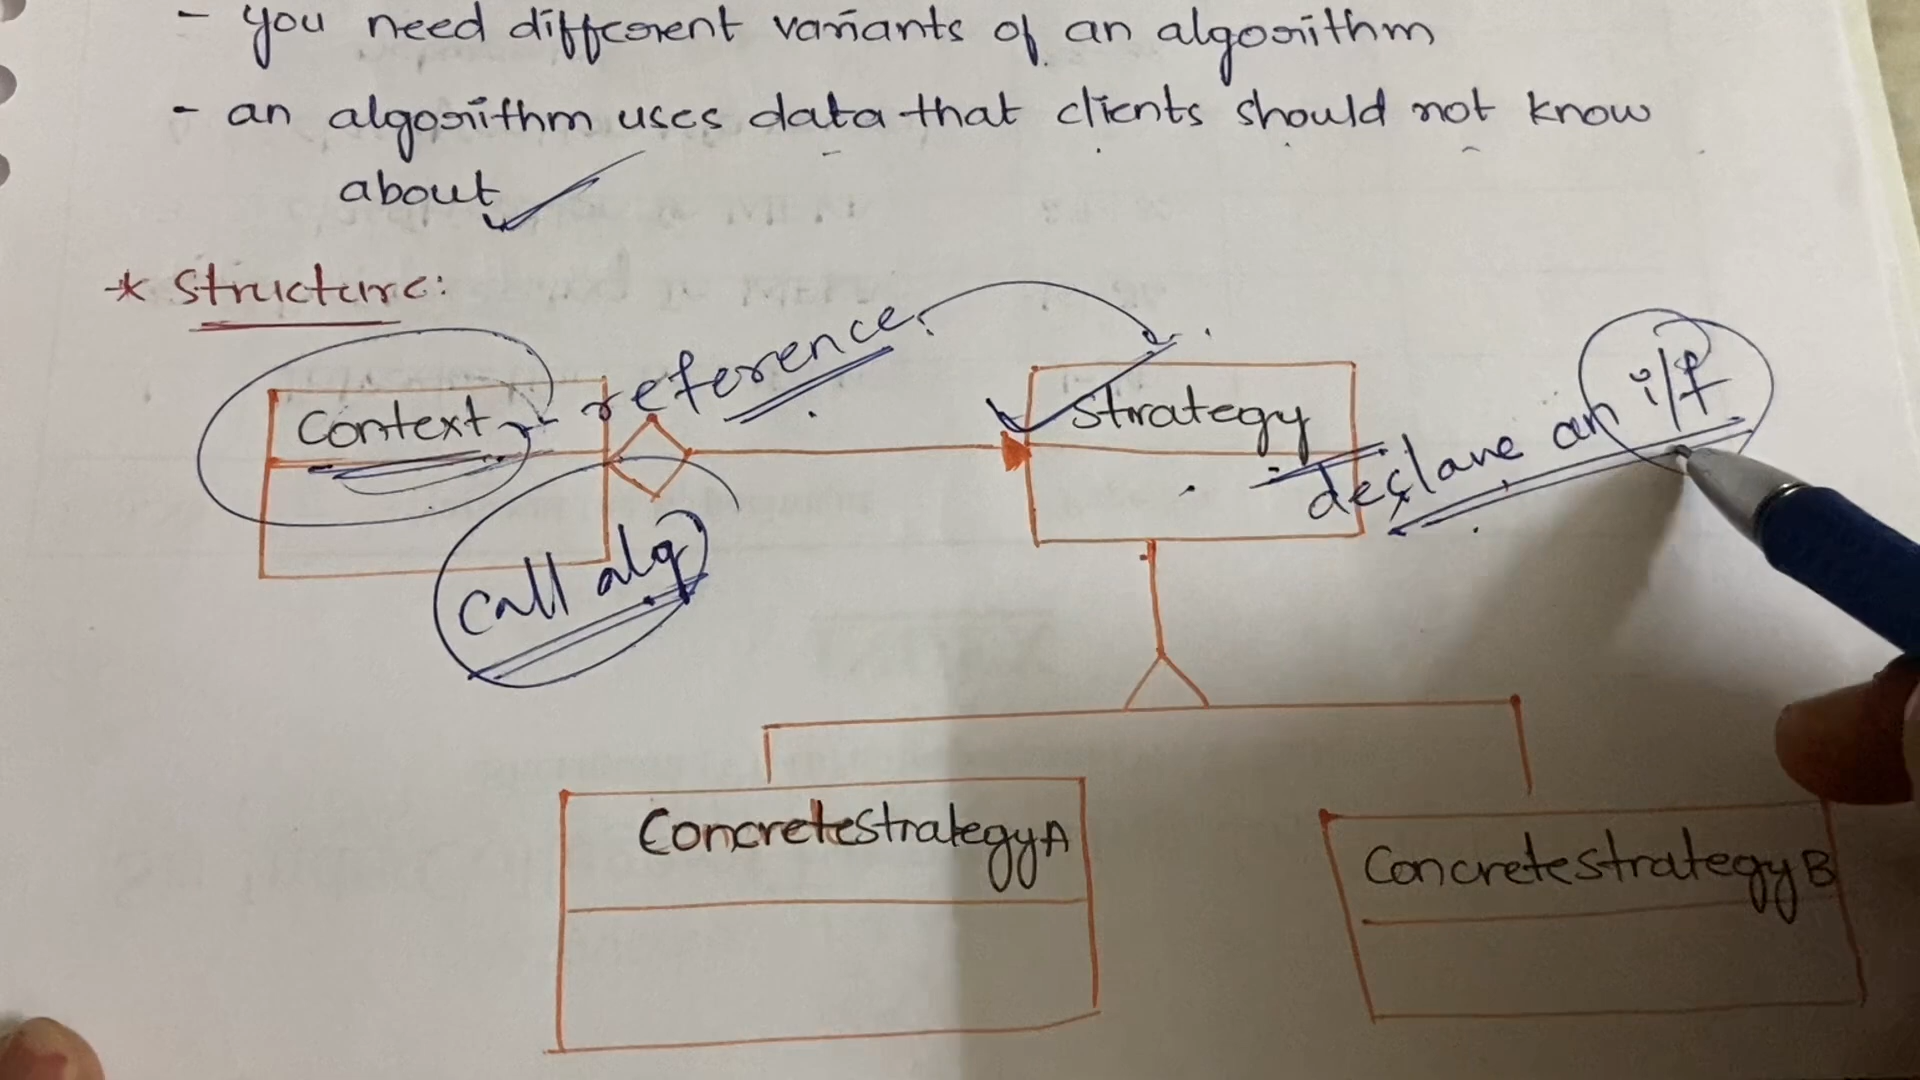 - you need different variants of an algorithm
- an algorithm uses data that clients should not know
about
* Structure:
Context - reference
Strategy
declare an i/f
call alg
ConcretestrategyA
ConcretestrategyB